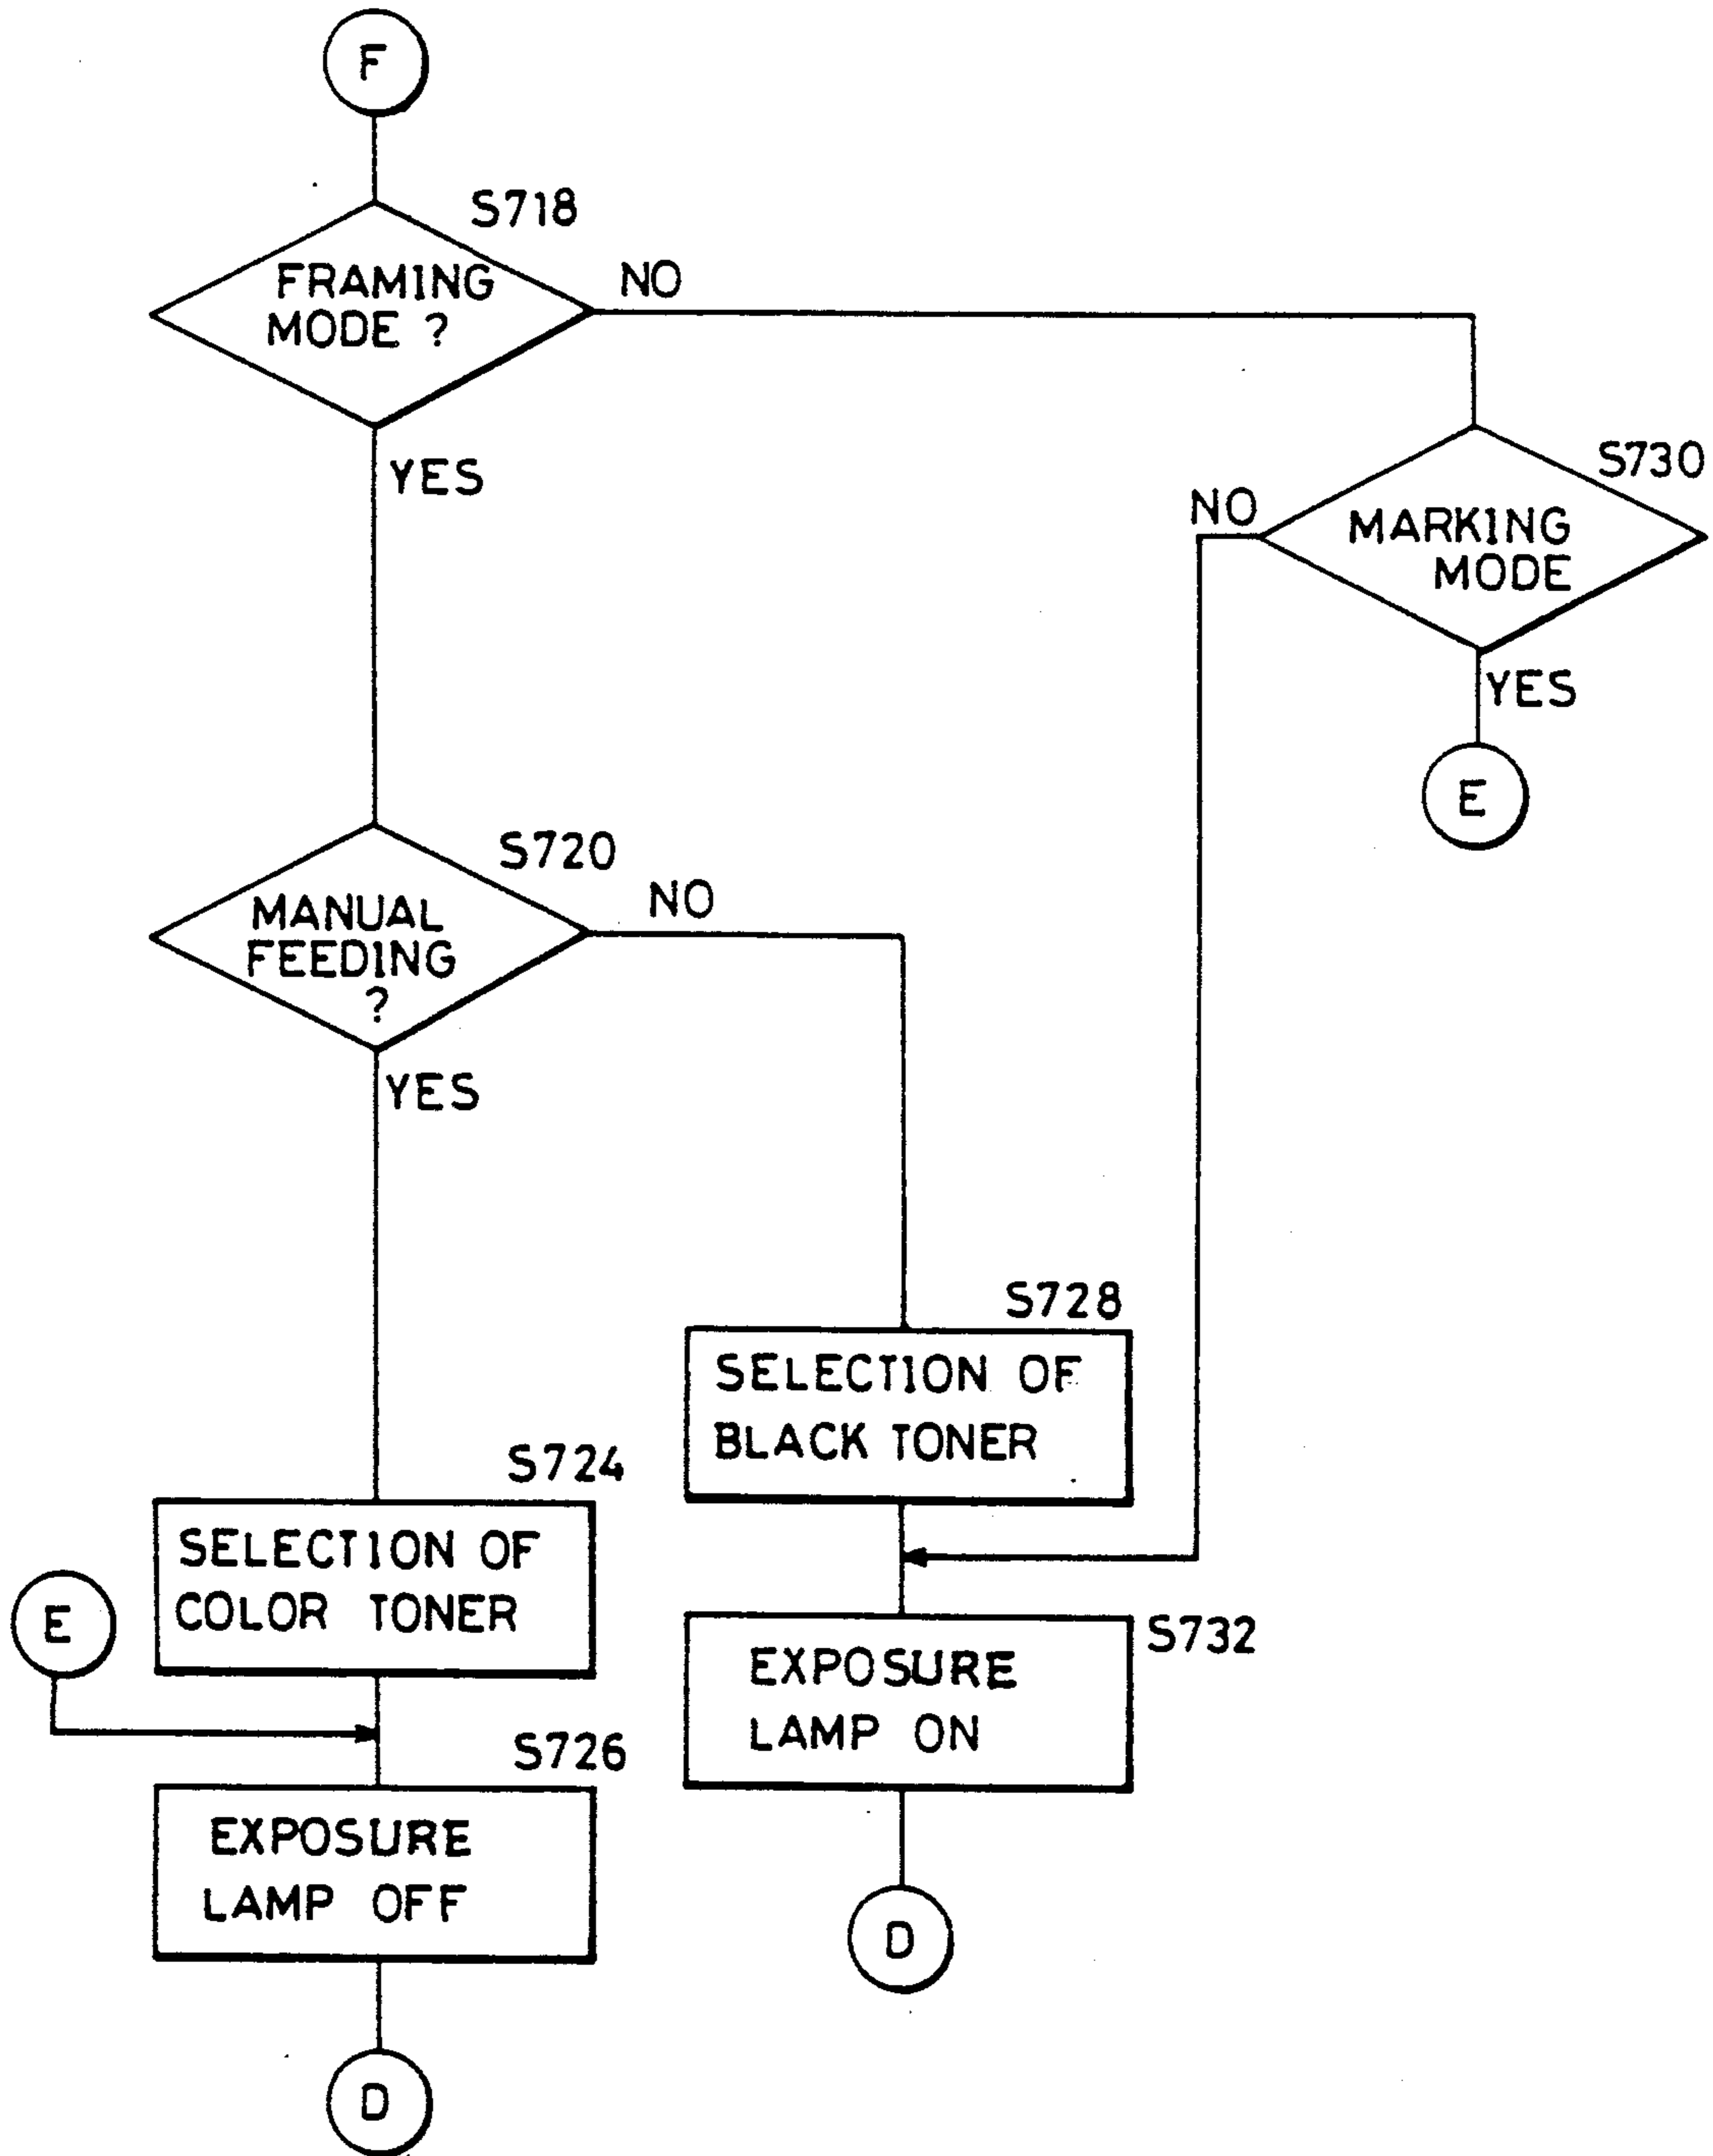 F
S718
FRAMING
MODE ?
NO
YES
S730
NO
MARKING
MODE
YES
E
S720
MANUAL
FEEDING
?
NO
YES
S728
SELECTION OF
BLACK TONER
S724
SELECTION OF
COLOR TONER
E
S732
EXPOSURE
LAMP ON
S726
EXPOSURE
LAMP OFF
D
D